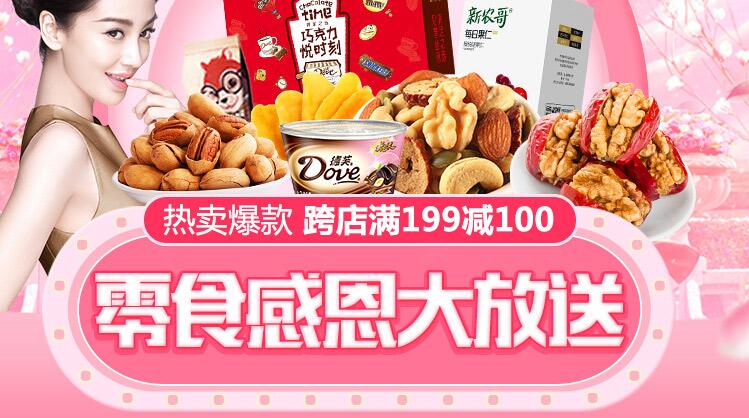 chocolate
time
巧克力
悦时刻
Dove
新农哥
每日果仁
德芙
Dove
热卖爆款 跨店满199减100
零食感恩大放送